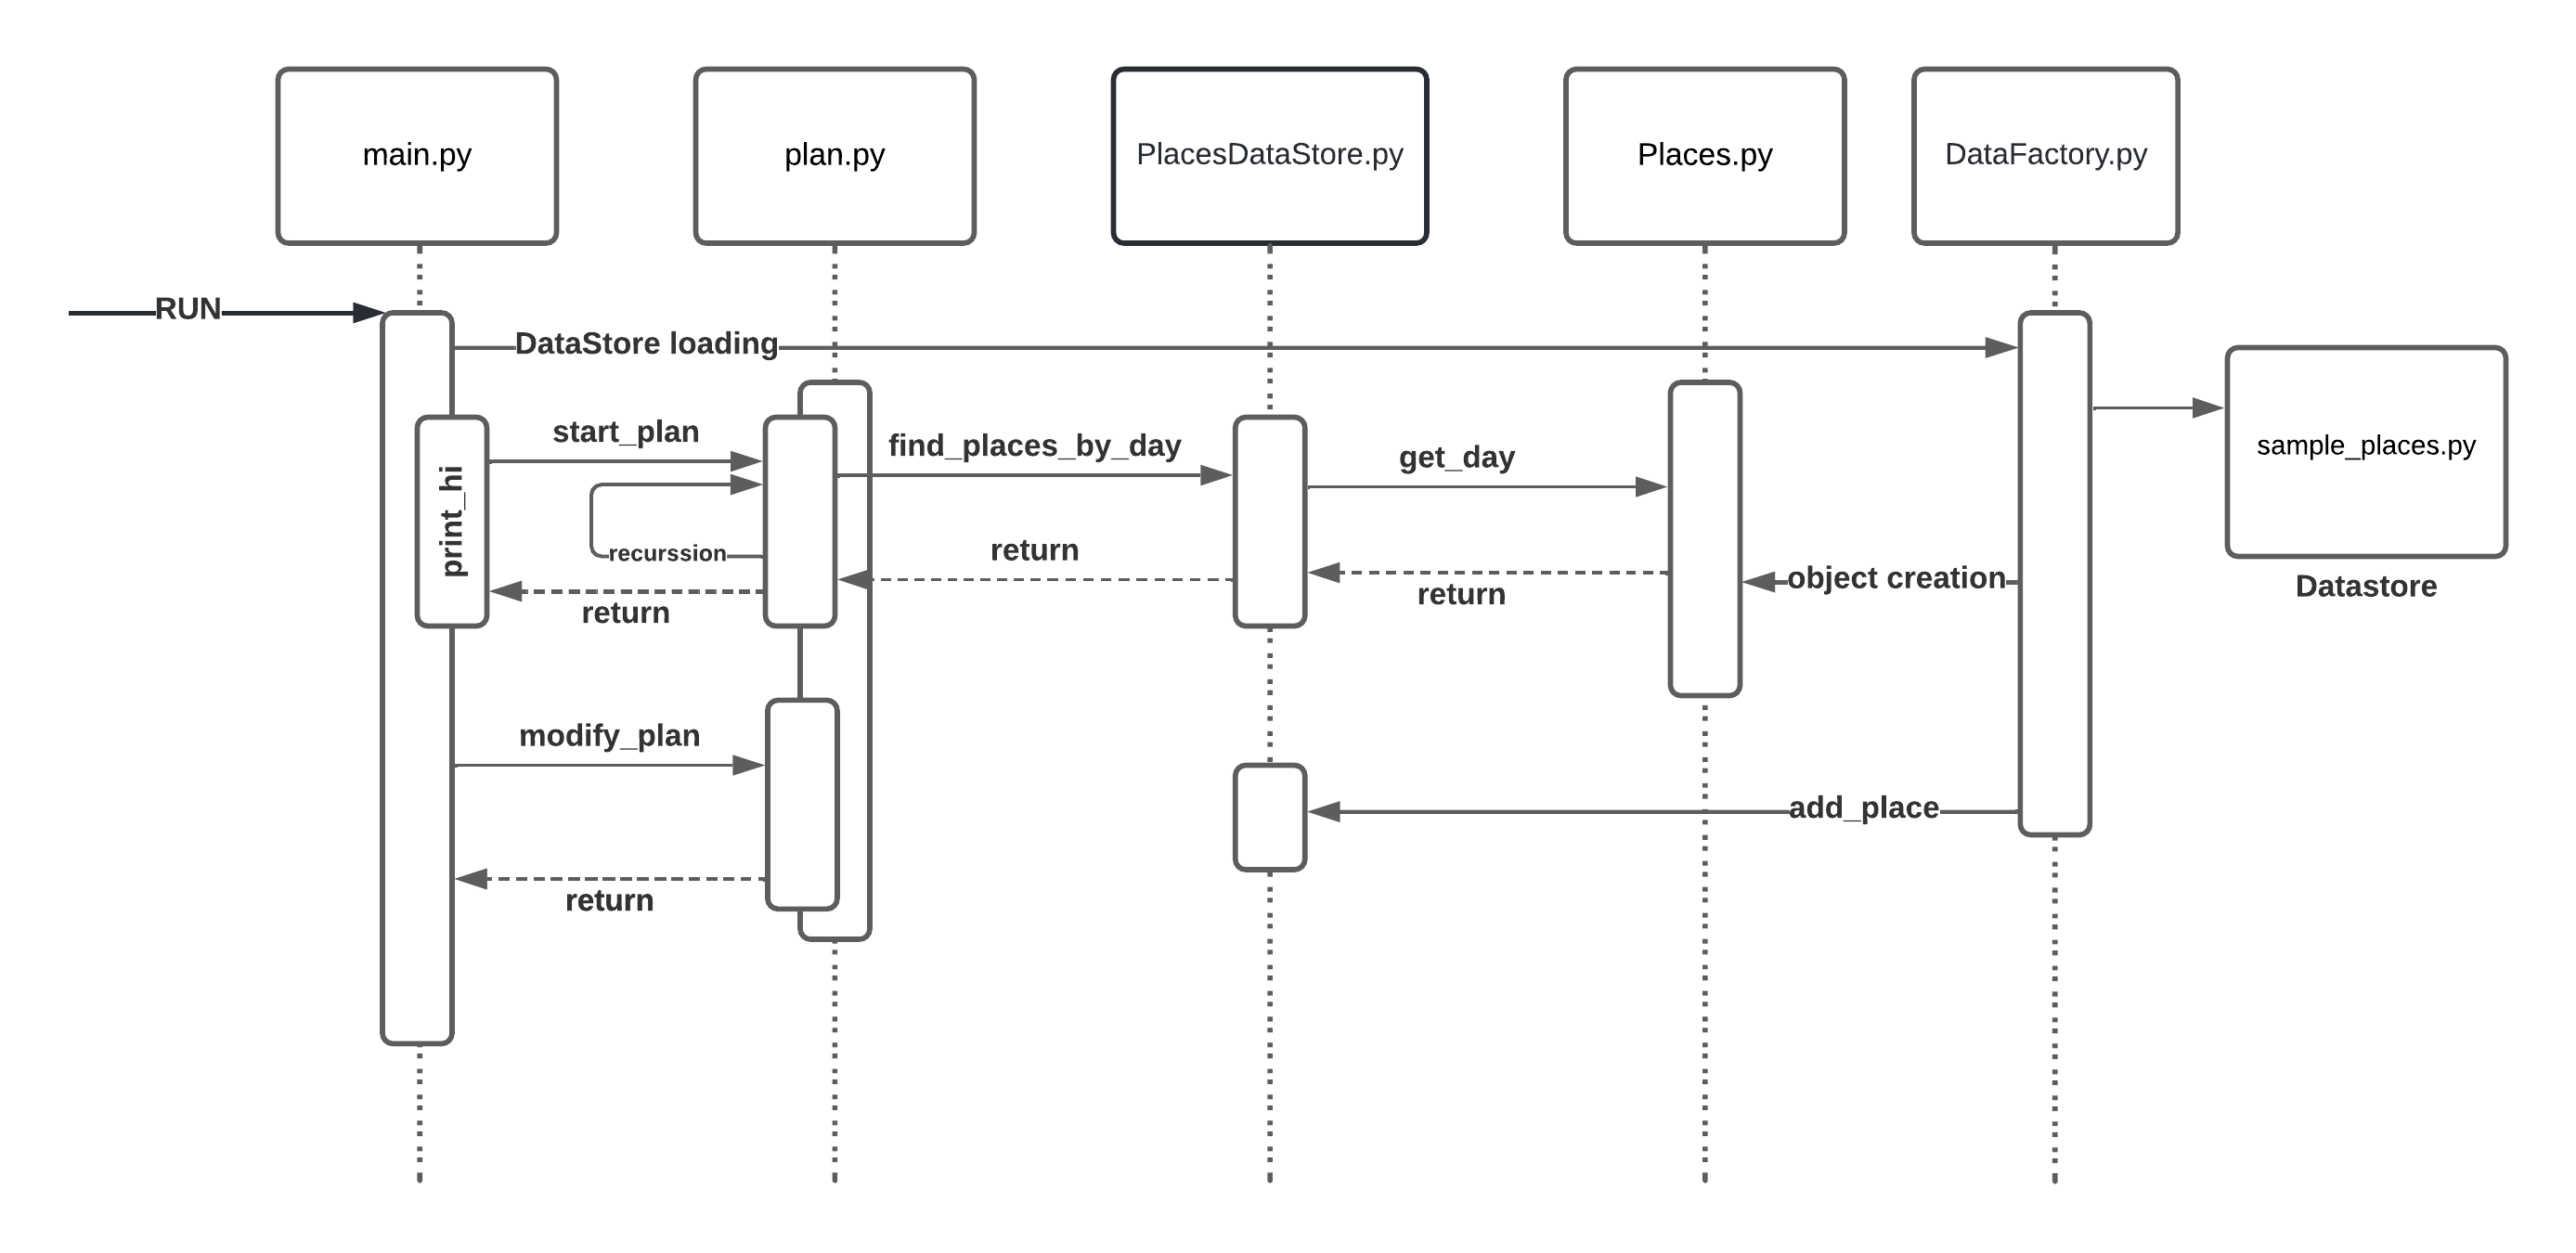 main.py
plan.py
PlacesDataStore.py
Places.py
DataFactory.py
RUN
DataStore loading
start_plan
find_places_by_day
get_day
sample_places.py
print_hi
recurssion
return
return
return
object creation
Datastore
modify_plan
add_place
return